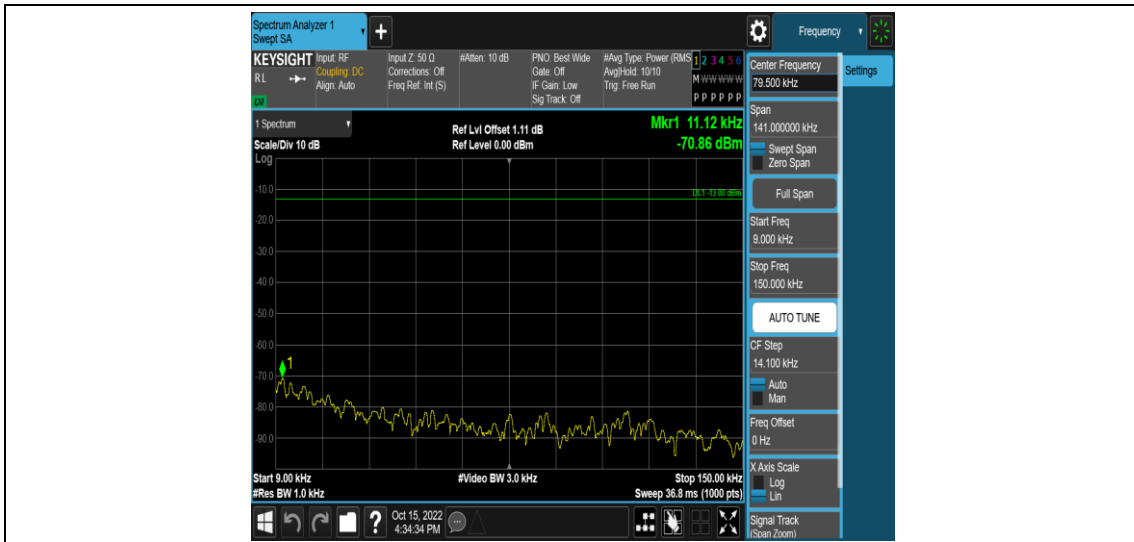 Spectrum Analyzer 1
Swept SA
+
Frequency
KEYSIGHT
RL
LXI
Input: RF
Coupling: DC
Align: Auto
Input Z: 50 Ω
Corrections: Off
Freq Ref: Int (S)
#Atten: 10 dB
PNO: Best Wide
Gate: Off
IF Gain: Low
Sig Track: Off
#Avg Type: Power (RMS
Avg|Hold: 10/10
Trig: Free Run
1 2 3 4 5 6
M W W W W W
P P P P P P
Center Frequency
79.500 kHz
Settings
Span
141.000000 kHz
Swept Span
Zero Span
Full Span
Start Freq
9.000 kHz
Stop Freq
150.000 kHz
AUTO TUNE
CF Step
14.100 kHz
Auto
Man
Freq Offset
0 Hz
X Axis Scale
Log
Lin
Signal Track
(Span Zoom)
1 Spectrum
Scale/Div 10 dB
Log
Ref Lvl Offset 1.11 dB
Ref Level 0.00 dBm
Mkr1 11.12 kHz
-70.86 dBm
DL1 -13.00 dBm
-10.0
-20.0
-30.0
-40.0
-50.0
-60.0
1
-70.0
-80.0
-90.0
Start 9.00 kHz
#Res BW 1.0 kHz
#Video BW 3.0 kHz
Stop 150.00 kHz
Sweep 36.8 ms (1000 pts)
?
Oct 15, 2022
4:34:34 PM